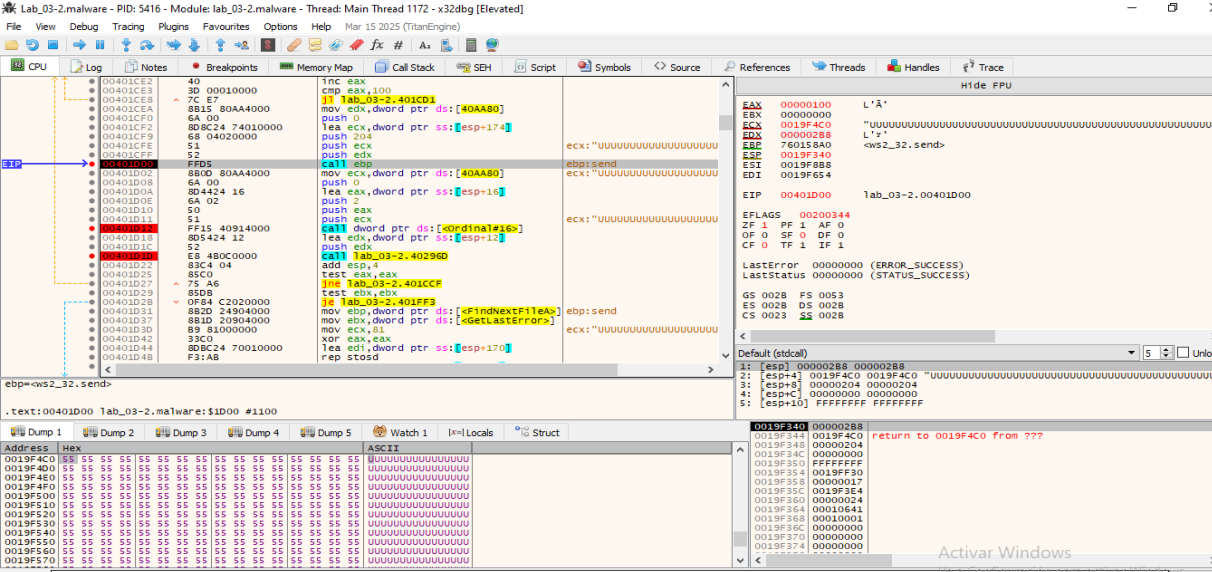 Lab_03-2.malware - PID: 5416 - Module: lab_03-2.malware - Thread: Main Thread 1172 - x32dbg [Elevated]
File View Debug Tracing Plugins Favourites Options Help Mar 15 2025 (TitanEngine)
CPU Log Notes Breakpoints Memory Map Call Stack SEH Script Symbols Source References Threads Handles Trace
00401CE2 40 inc eax
00401CE3 3D 00010000 cmp eax,100
00401CE8 7C E7 jl lab_03-2.401CD1
00401CEA 8B15 80AA4000 mov edx,dword ptr ds:[40AA80]
00401CF0 6A 00 push 0
00401CF2 8D8C24 74010000 lea ecx,dword ptr ss:[esp+174]
00401CF9 68 04020000 push 204
00401CFE 51 push ecx ecx:"UUUUUUUUUUUUUUUUUUU
00401CFF 52 push edx
EIP 00401D00 FFD5 call ebp ebp:send
00401D02 8B0D 80AA4000 mov ecx,dword ptr ds:[40AA80] ecx:"UUUUUUUUUUUUUUUUUUU
00401D08 6A 00 push 0
00401D0A 8D4424 16 lea eax,dword ptr ss:[esp+16]
00401D0E 6A 02 push 2
00401D10 50 push eax
00401D11 51 push ecx ecx:"UUUUUUUUUUUUUUUUUUU
00401D12 FF15 40914000 call dword ptr ds:[<Ordinal#16>]
00401D18 8D5424 12 lea edx,dword ptr ss:[esp+12]
00401D1C 52 push edx
00401D1D E8 4B0C0000 call lab_03-2.40296D
00401D22 83C4 04 add esp,4
00401D25 85C0 test eax,eax
00401D27 75 A6 jne lab_03-2.401CCF
00401D29 85DB test ebx,ebx
00401D2B 0F84 C2020000 je lab_03-2.401FF3
00401D31 8B2D 24904000 mov ebp,dword ptr ds:[<FindNextFileA>] ebp:send
00401D37 8B1D 20904000 mov ebx,dword ptr ds:[<GetLastError>]
00401D3D B9 81000000 mov ecx,81 ecx:"UUUUUUUUUUUUUUUUUUU
00401D42 33C0 xor eax,eax
00401D44 8DBC24 70010000 lea edi,dword ptr ss:[esp+170]
00401D4B F3:AB rep stosd
Hide FPU
EAX 00000100 L'Ā'
EBX 00000000
ECX 0019F4C0 "UUUUUUUUUUUUUUUUUUUUUUUUUUUUUUUUUUUUUUUUUUUUUUUU
EDX 000002B8 L'ʸ'
EBP 760158A0 <ws2_32.send>
ESP 0019F340
ESI 0019F8B8
EDI 0019F654
EIP 00401D00 lab_03-2.00401D00
EFLAGS 00200344
ZF 1 PF 1 AF 0
OF 0 SF 0 DF 0
CF 0 TF 1 IF 1
LastError 00000000 (ERROR_SUCCESS)
LastStatus 00000000 (STATUS_SUCCESS)
GS 002B FS 0053
ES 002B DS 002B
CS 0023 SS 002B
Default (stdcall) 5 Unlo
1: [esp] 000002B8 000002B8
2: [esp+4] 0019F4C0 0019F4C0 "UUUUUUUUUUUUUUUUUUUUUUUUUUUUUUUUUUUUUU
3: [esp+8] 00000204 00000204
4: [esp+C] 00000000 00000000
5: [esp+10] FFFFFFFF FFFFFFFF
ebp=<ws2_32.send>
.text:00401D00 lab_03-2.malware:$1D00 #1100
Dump 1 Dump 2 Dump 3 Dump 4 Dump 5 Watch 1 Locals Struct
Address Hex ASCII
0019F4C0 55 55 55 55 55 55 55 55 55 55 55 55 55 55 55 55 UUUUUUUUUUUUUUUU
0019F4D0 55 55 55 55 55 55 55 55 55 55 55 55 55 55 55 55 UUUUUUUUUUUUUUUU
0019F4E0 55 55 55 55 55 55 55 55 55 55 55 55 55 55 55 55 UUUUUUUUUUUUUUUU
0019F4F0 55 55 55 55 55 55 55 55 55 55 55 55 55 55 55 55 UUUUUUUUUUUUUUUU
0019F500 55 55 55 55 55 55 55 55 55 55 55 55 55 55 55 55 UUUUUUUUUUUUUUUU
0019F510 55 55 55 55 55 55 55 55 55 55 55 55 55 55 55 55 UUUUUUUUUUUUUUUU
0019F520 55 55 55 55 55 55 55 55 55 55 55 55 55 55 55 55 UUUUUUUUUUUUUUUU
0019F530 55 55 55 55 55 55 55 55 55 55 55 55 55 55 55 55 UUUUUUUUUUUUUUUU
0019F540 55 55 55 55 55 55 55 55 55 55 55 55 55 55 55 55 UUUUUUUUUUUUUUUU
0019F550 55 55 55 55 55 55 55 55 55 55 55 55 55 55 55 55 UUUUUUUUUUUUUUUU
0019F560 55 55 55 55 55 55 55 55 55 55 55 55 55 55 55 55 UUUUUUUUUUUUUUUU
0019F570 55 55 55 55 55 55 55 55 55 55 55 55 55 55 55 55 UUUUUUUUUUUUUUUU
0019F340 000002B8
0019F344 0019F4C0 return to 0019F4C0 from ???
0019F348 00000204
0019F34C 00000000
0019F350 FFFFFFFF
0019F354 0019FF30
0019F358 00000017
0019F35C 0019F3E4
0019F360 00000024
0019F364 00010641
0019F368 00010001
0019F36C 00000000
0019F370 00000000
0019F374 00000000
Activar Windows